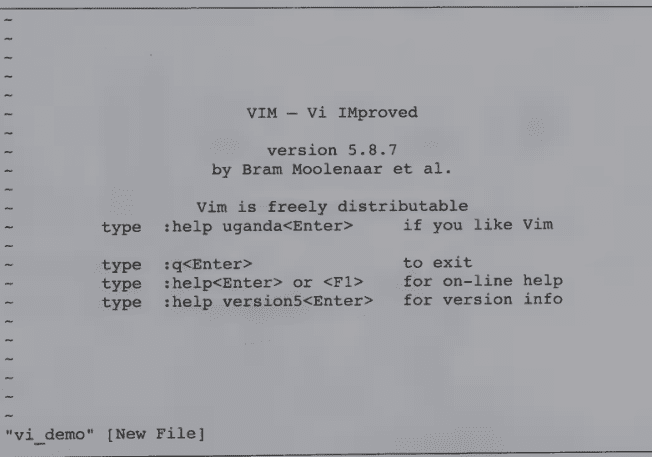 ~
~
~
~
~
VIM — Vi IMproved
~
~ version 5.8.7
~ by Bram Moolenaar et al.
~
~ Vim is freely distributable
~ type :help uganda<Enter> if you like Vim
~
~ type :q<Enter> to exit
~ type :help<Enter> or <F1> for on-line help
~ type :help version5<Enter> for version info
~
~
~
~
~
~
"vi_demo" [New File]